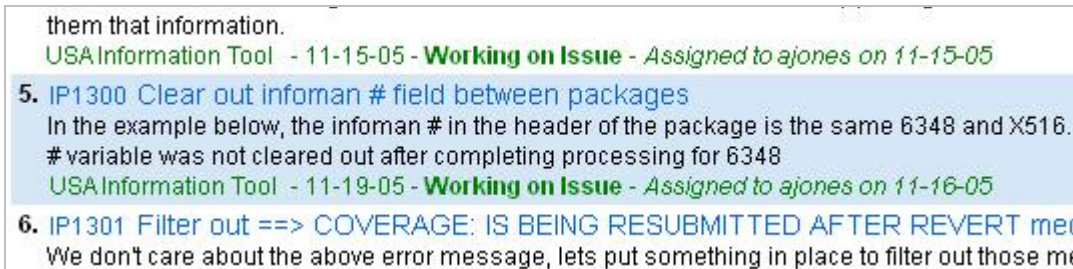 them that information.
USA Information Tool - 11-15-05 - Working on Issue - Assigned to ajones on 11-15-05
5. IP1300 Clear out infoman # field between packages
In the example below, the infoman # in the header of the package is the same 6348 and X516.
# variable was not cleared out after completing processing for 6348
USA Information Tool - 11-19-05 - Working on Issue - Assigned to ajones on 11-16-05
6. IP1301 Filter out ==> COVERAGE: IS BEING RESUBMITTED AFTER REVERT
We don't care about the above error message, lets put something in place to filter out those